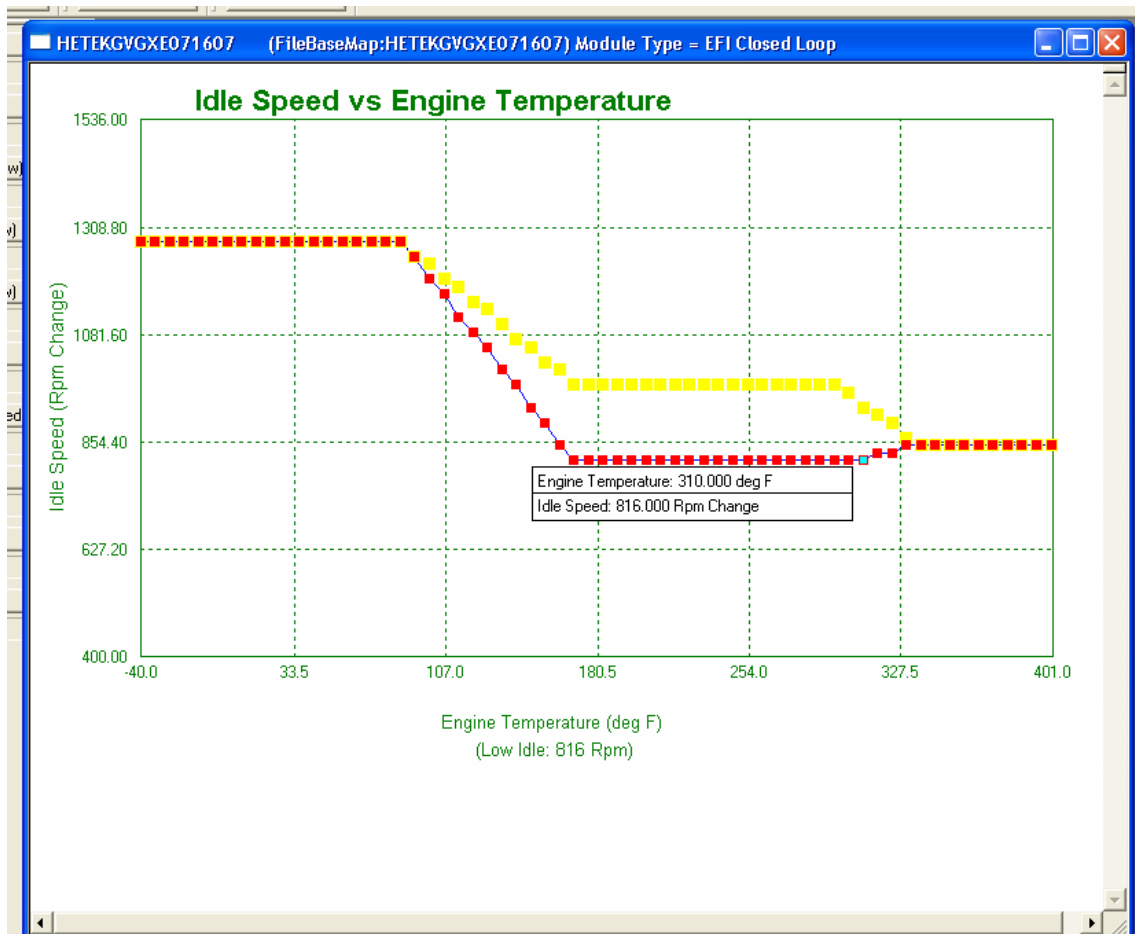 HETEKGVGXE071607 (FileBaseMap:HETEKGVGXE071607) Module Type = EFI Closed Loop
Idle Speed vs Engine Temperature
1536.00
1308.80
1081.60
854.40
627.20
400.00
Idle Speed (Rpm Change)
w)
w)
w)
ed
Engine Temperature: 310.000 deg F
Idle Speed: 816.000 Rpm Change
-40.0 33.5 107.0 180.5 254.0 327.5 401.0
Engine Temperature (deg F)
(Low Idle: 816 Rpm)